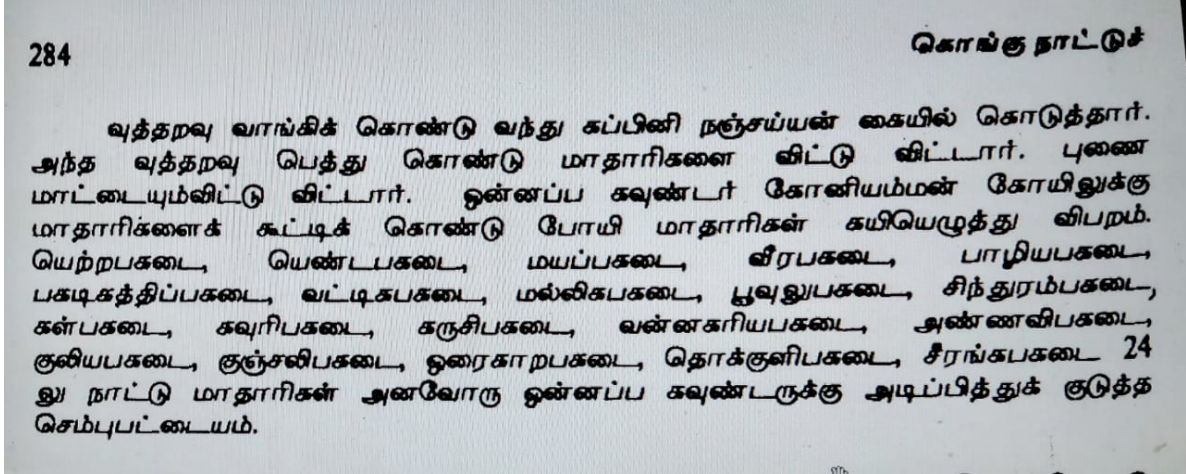 284 கொங்கு நாட்டுச்
வுத்தறவு வாங்கிக் கொண்டு வந்து கப்பினி நஞ்சய்யன் கையில் கொடுத்தார்.
அந்த வுத்தறவு பெத்து கொண்டு மாதாரிகளை விட்டு விட்டார். புணை
மாட்டையும்விட்டு விட்டார். ஒன்னப்ப கவுண்டர் கோனியம்மன் கோயிலுக்கு
மாதாரிகளைக் கூட்டிக் கொண்டு போயி மாதாரிகள் கயியெழுத்து விபறம்.
யெற்றபகடை, யெண்டபகடை, மயப்பகடை, வீரபகடை, பாழியபகடை,
பகடிகத்திப்பகடை, வட்டிகபகடை, மல்லிகபகடை, பூவுலுபகடை, சிந்துரம்பகடை,
கள்பகடை, கவுரிபகடை, கருசிபகடை, வன்னகரியபகடை, அண்ணவிபகடை,
குலியபகடை, குஞ்சலிபகடை, ஒரைகாறபகடை, தொக்குளிபகடை, சீரங்கபகடை 24
லு நாட்டு மாதாரிகள் அனவோரு ஒன்னப்ப கவுண்டருக்கு அடிப்பித்துக் குடுத்த
செம்புபட்டையம்.